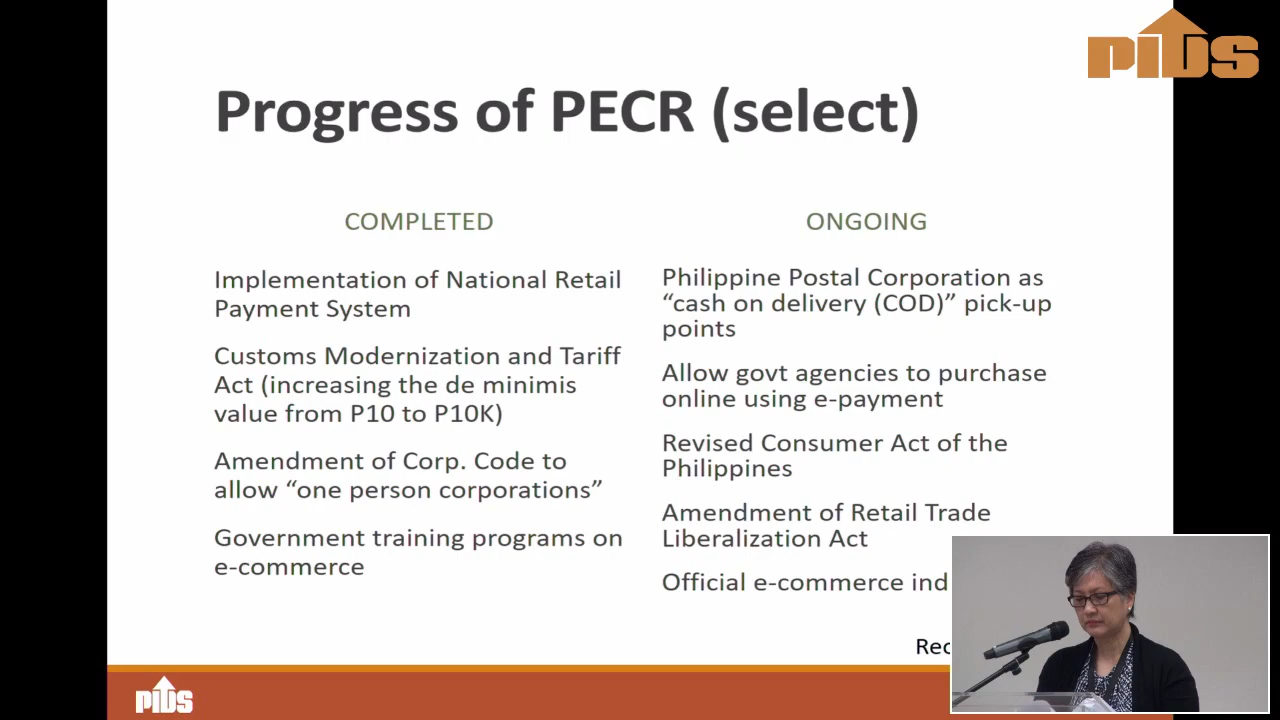 PIDS
Progress of PECR (select)
COMPLETED
Implementation of National Retail
Payment System
Customs Modernization and Tariff
Act (increasing the de minimis
value from P10 to P10K)
Amendment of Corp. Code to
allow “one person corporations”
Government training programs on
e-commerce
ONGOING
Philippine Postal Corporation as
“cash on delivery (COD)” pick-up
points
Allow govt agencies to purchase
online using e-payment
Revised Consumer Act of the
Philippines
Amendment of Retail Trade
Liberalization Act
Official e-commerce
PIDS